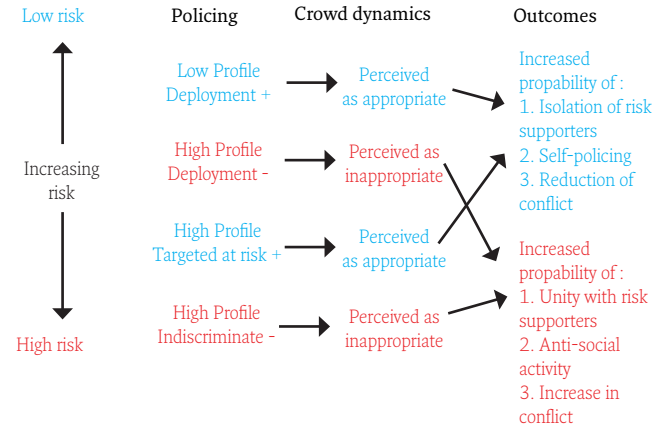 Low risk
Increasing
risk
High risk
Policing
Low Profile
Deployment +
High Profile
Deployment -
High Profile
Targeted at risk +
High Profile
Indiscriminate -
Crowd dynamics
Perceived
as appropriate
Perceived as
inappropriate
Perceived
as appropriate
Perceived as
inappropriate
Outcomes
Increased
propability of :
1. Isolation of risk
supporters
2. Self-policing
3. Reduction of
conflict
Increased
propability of :
1. Unity with risk
supporters
2. Anti-social
activity
3. Increase in
conflict